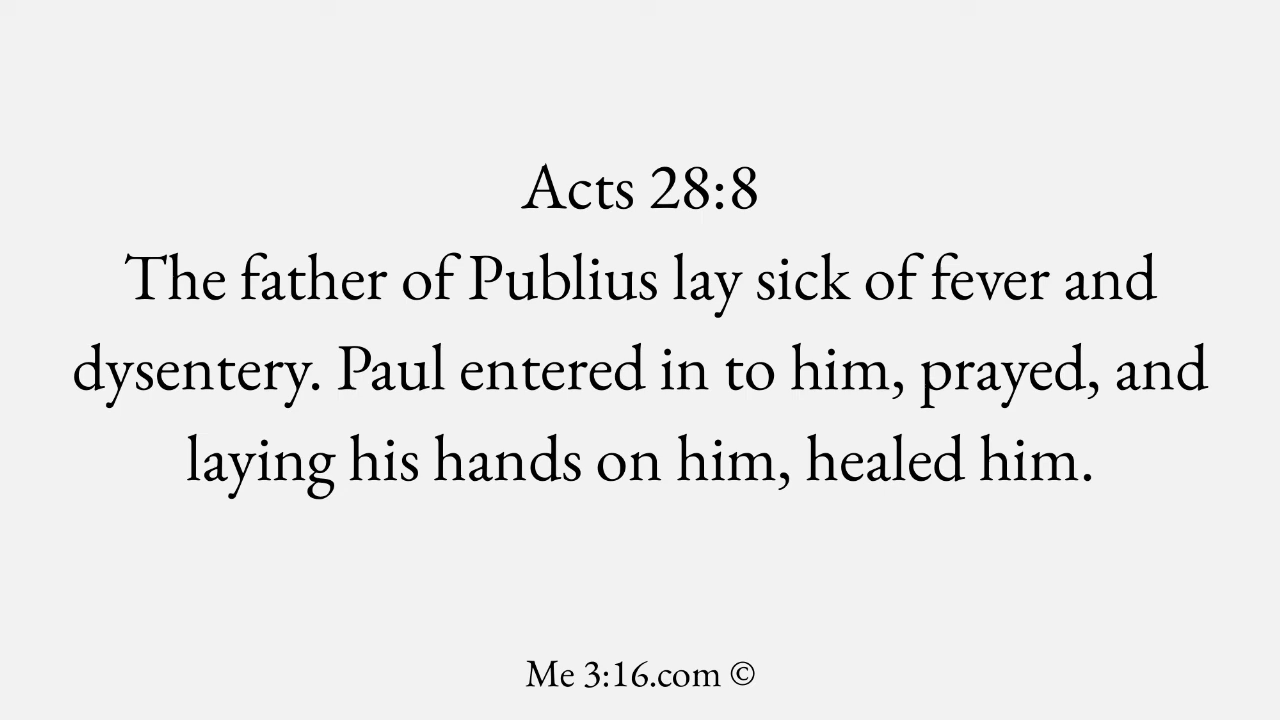 Acts 28:8
The father of Publius lay sick of fever and
dysentery. Paul entered in to him, prayed, and
laying his hands on him, healed him.
Me 3:16.com ©